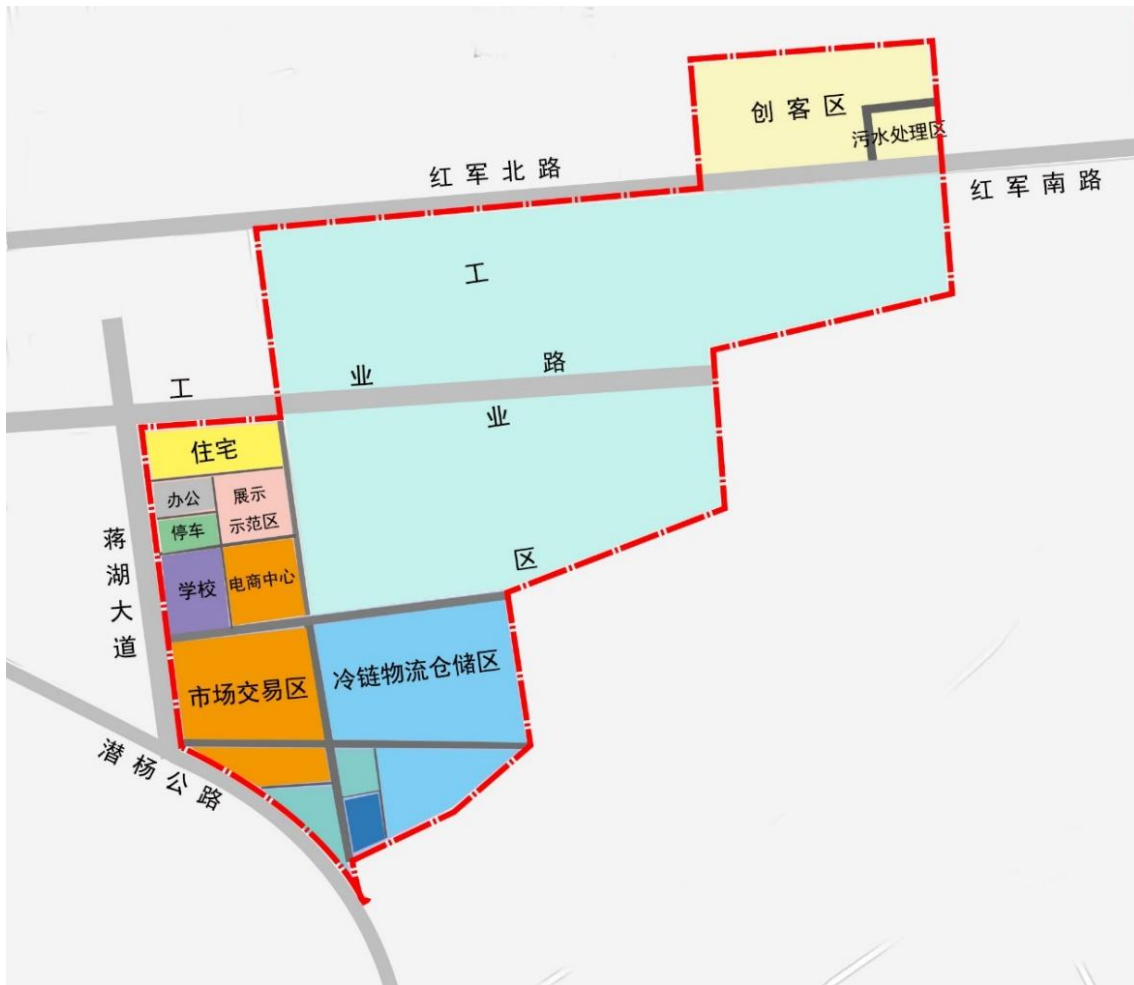 创客区
污水处理区
红军北路
红军南路
工
工业路
业
区
住宅
办公
展示
示范区
停车
学校
电商中心
蒋湖大道
市场交易区
冷链物流仓储区
潜杨公路